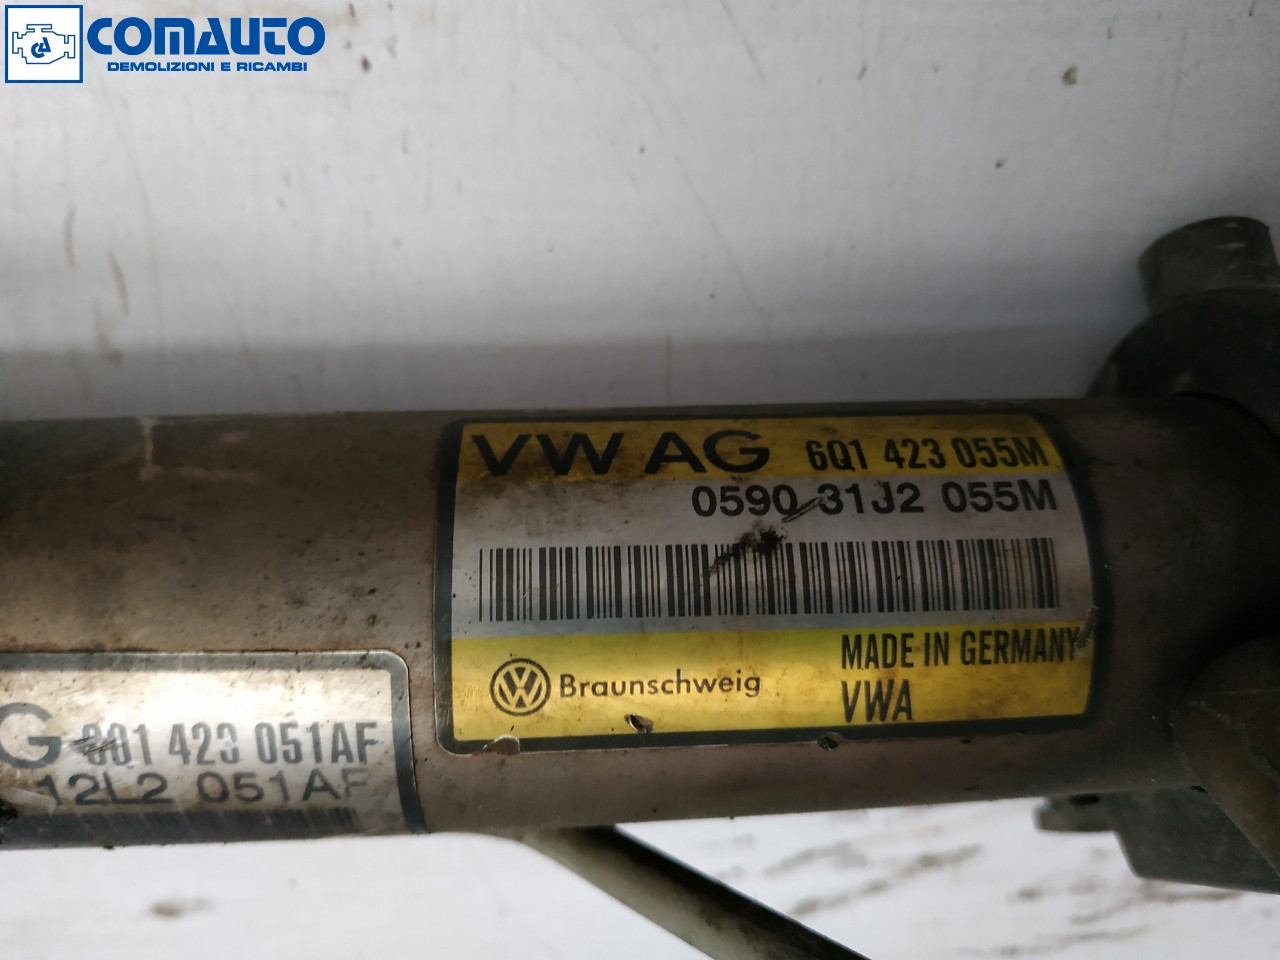 COMAUTO
DEMOLIZIONI E RICAMBI
VW AG 6Q1 423 055M
0590 31J2 055M
MADE IN GERMANY
Braunschweig
VWA
G 6Q1 423 051AF
12L2 051AF